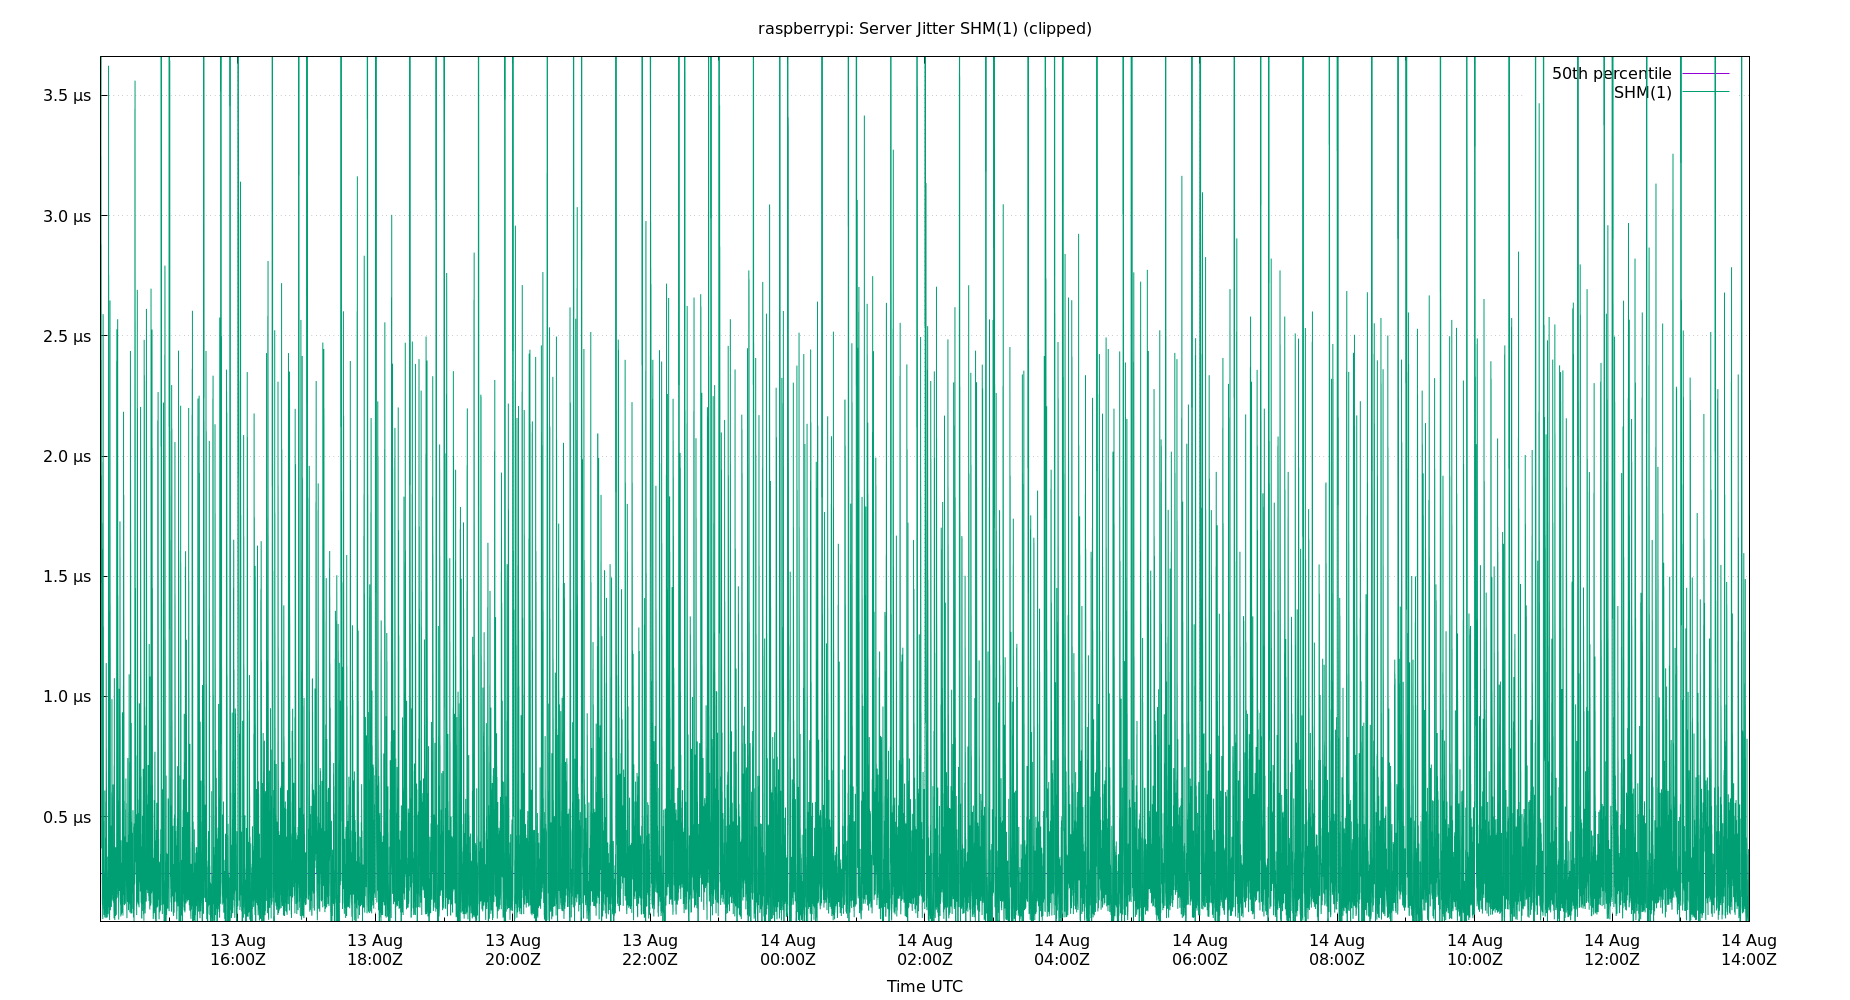 raspberrypi: Server Jitter SHM(1) (clipped)
50th percentile
SHM(1)
3.5 μs
3.0 μs
2.5 μs
2.0 μs
1.5 μs
1.0 μs
0.5 μs
13 Aug 13 Aug 13 Aug 13 Aug 14 Aug 14 Aug 14 Aug 14 Aug 14 Aug 14 Aug 14 Aug 14 Aug
16:00Z 18:00Z 20:00Z 22:00Z 00:00Z 02:00Z 04:00Z 06:00Z 08:00Z 10:00Z 12:00Z 14:00Z
Time UTC